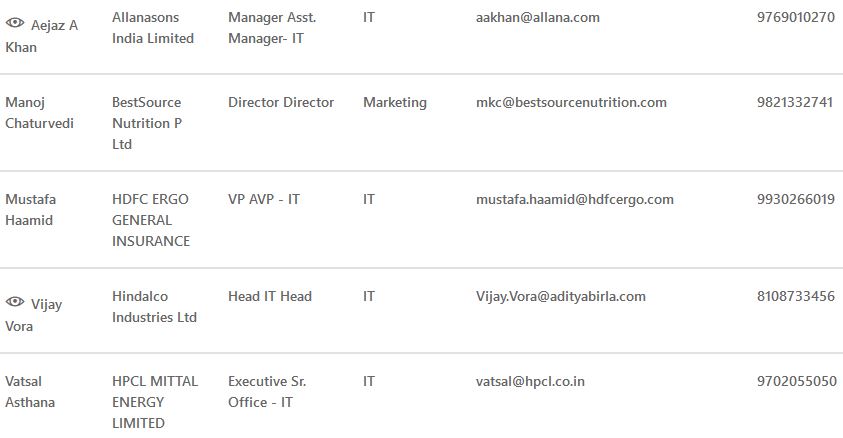 Aejaz A Khan Allanasons India Limited Manager Asst. Manager- IT IT aakhan@allana.com 9769010270
Manoj Chaturvedi BestSource Nutrition P Ltd Director Director Marketing mkc@bestsourcenutrition.com 9821332741
Mustafa Haamid HDFC ERGO GENERAL INSURANCE VP AVP - IT IT mustafa.haamid@hdfcergo.com 9930266019
Vijay Vora Hindalco Industries Ltd Head IT Head IT Vijay.Vora@adityabirla.com 8108733456
Vatsal Asthana HPCL MITTAL ENERGY LIMITED Executive Sr. Office - IT IT vatsal@hpcl.co.in 9702055050